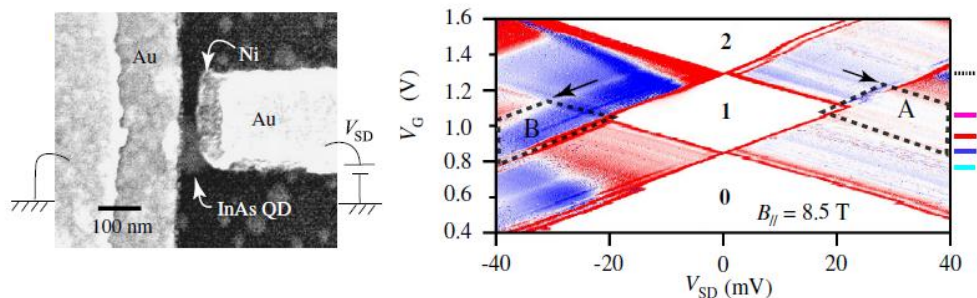 Au
Ni
Au
V_SD
InAs QD
100 nm
V_G (V)
1.6
1.4
1.2
1.0
0.8
0.6
0.4
2
1
0
A
B
B_// = 8.5 T
-40
-20
0
20
40
V_SD (mV)